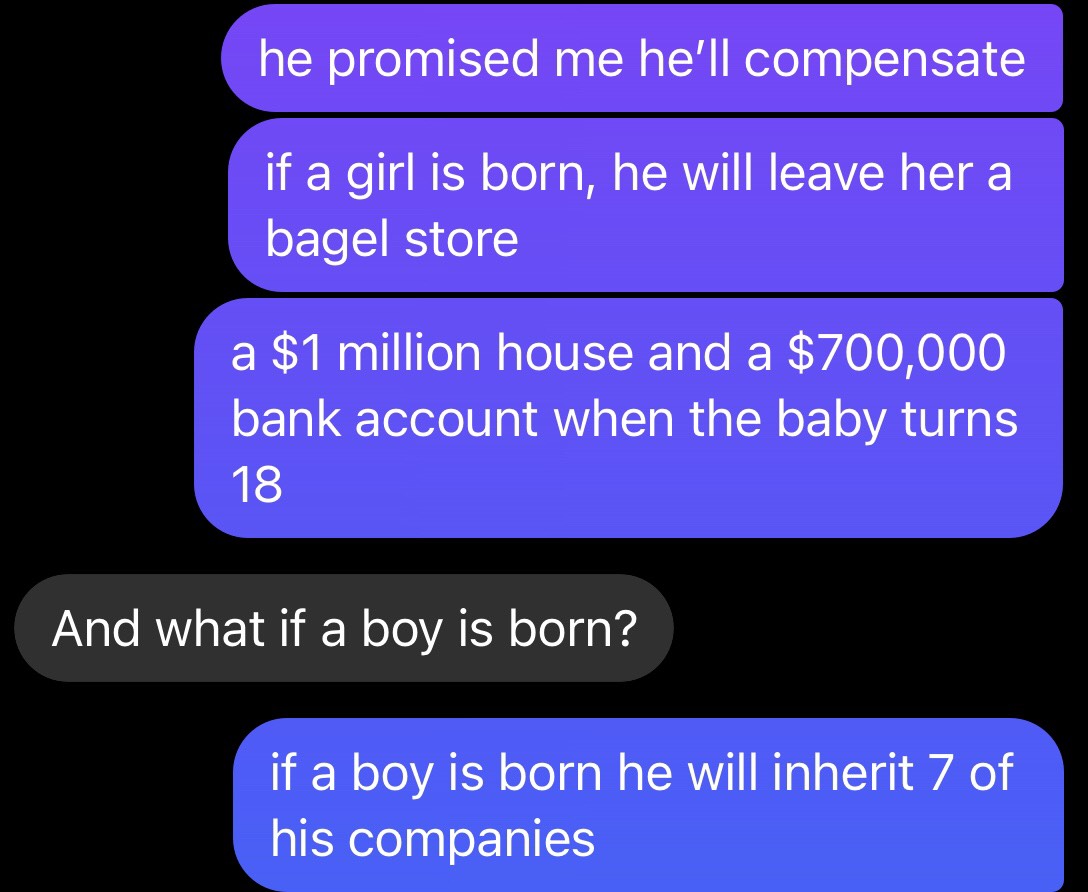 he promised me he’ll compensate
if a girl is born, he will leave her a
bagel store
a $1 million house and a $700,000
bank account when the baby turns
18
And what if a boy is born?
if a boy is born he will inherit 7 of
his companies